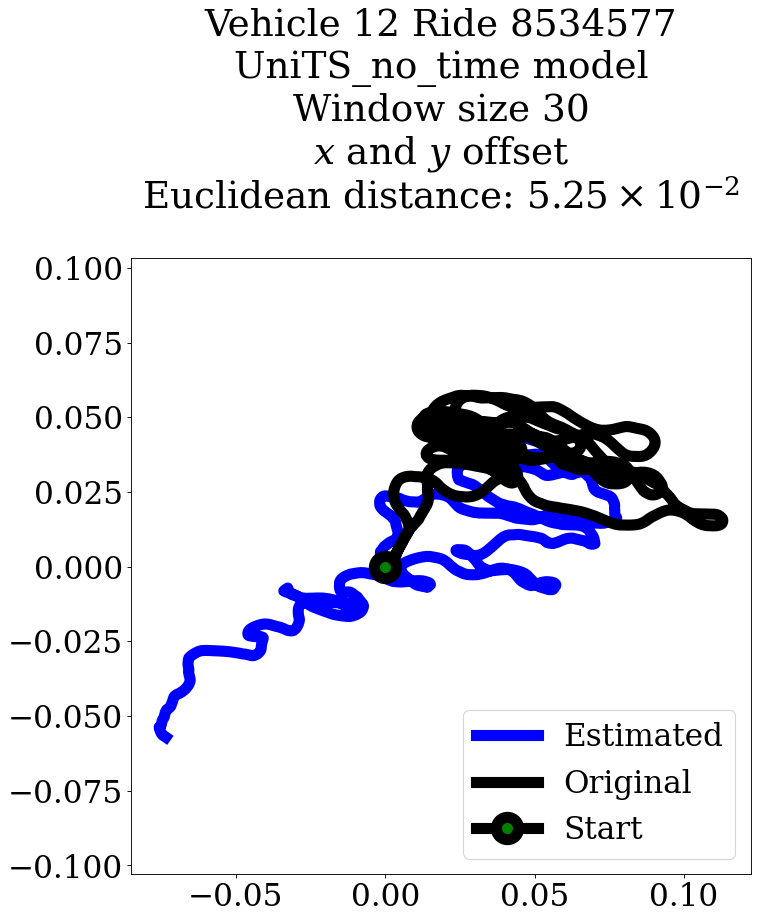 Vehicle 12 Ride 8534577
UniTS_no_time model
Window size 30
x and y offset
Euclidean distance: 5.25 × 10⁻²
0.100
0.075
0.050
0.025
0.000
−0.025
−0.050
−0.075
−0.100
Estimated
Original
Start
−0.05 0.00 0.05 0.10